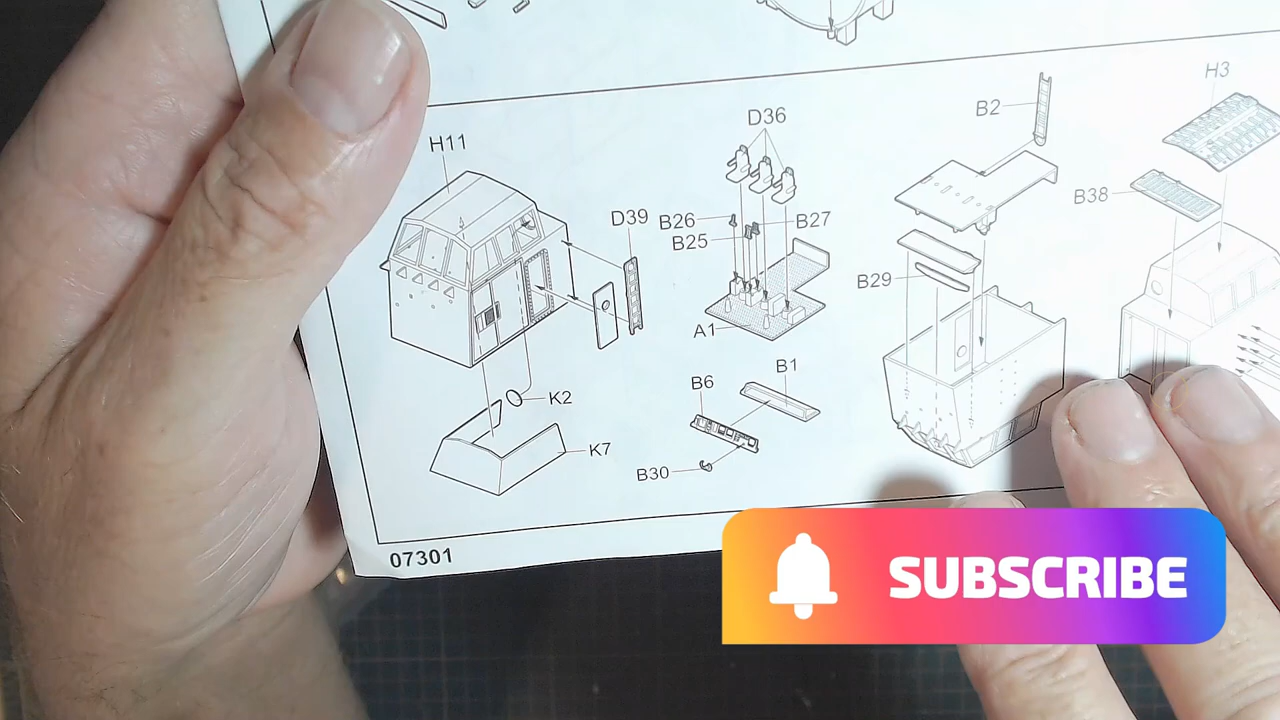 H3
B2
D36
H11
B38
D39
B26
B27
B25
B29
A1
B1
B6
K2
K7
B30
07301
SUBSCRIBE